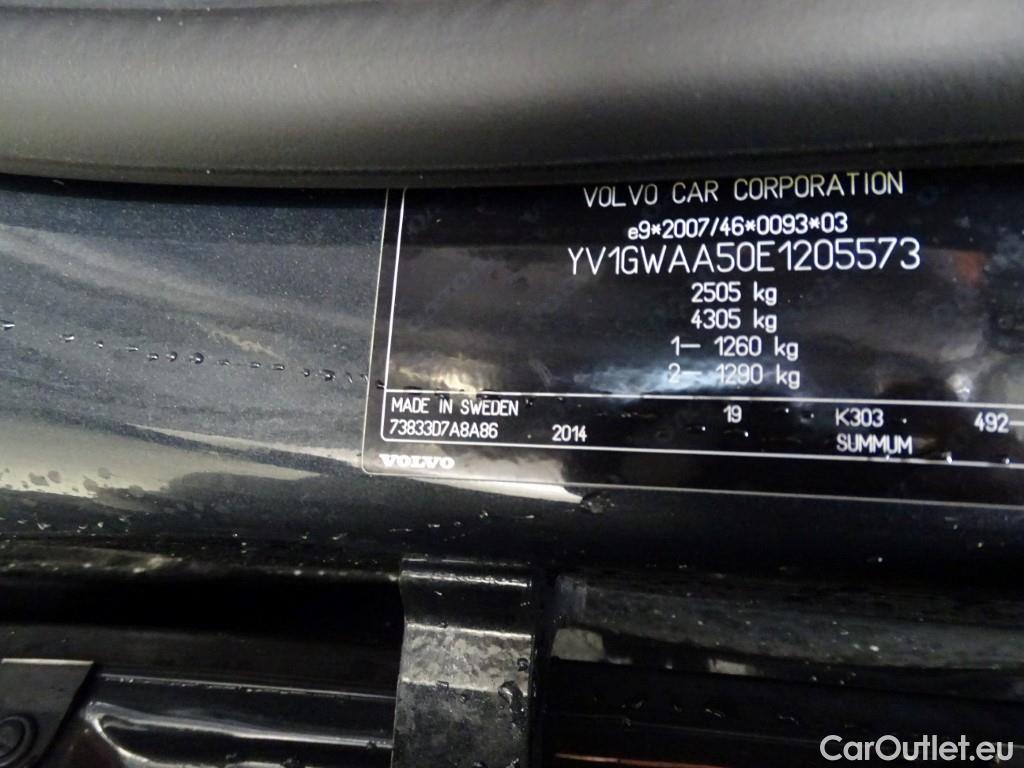 VOLVO CAR CORPORATION
e9*2007/46*0093*03
YV1GWAA50E1205573
2505 kg
4305 kg
1— 1260 kg
2— 1290 kg
MADE IN SWEDEN 19 K303 492—
73833D7A8A86 2014 SUMMUM
VOLVO
CarOutlet.eu